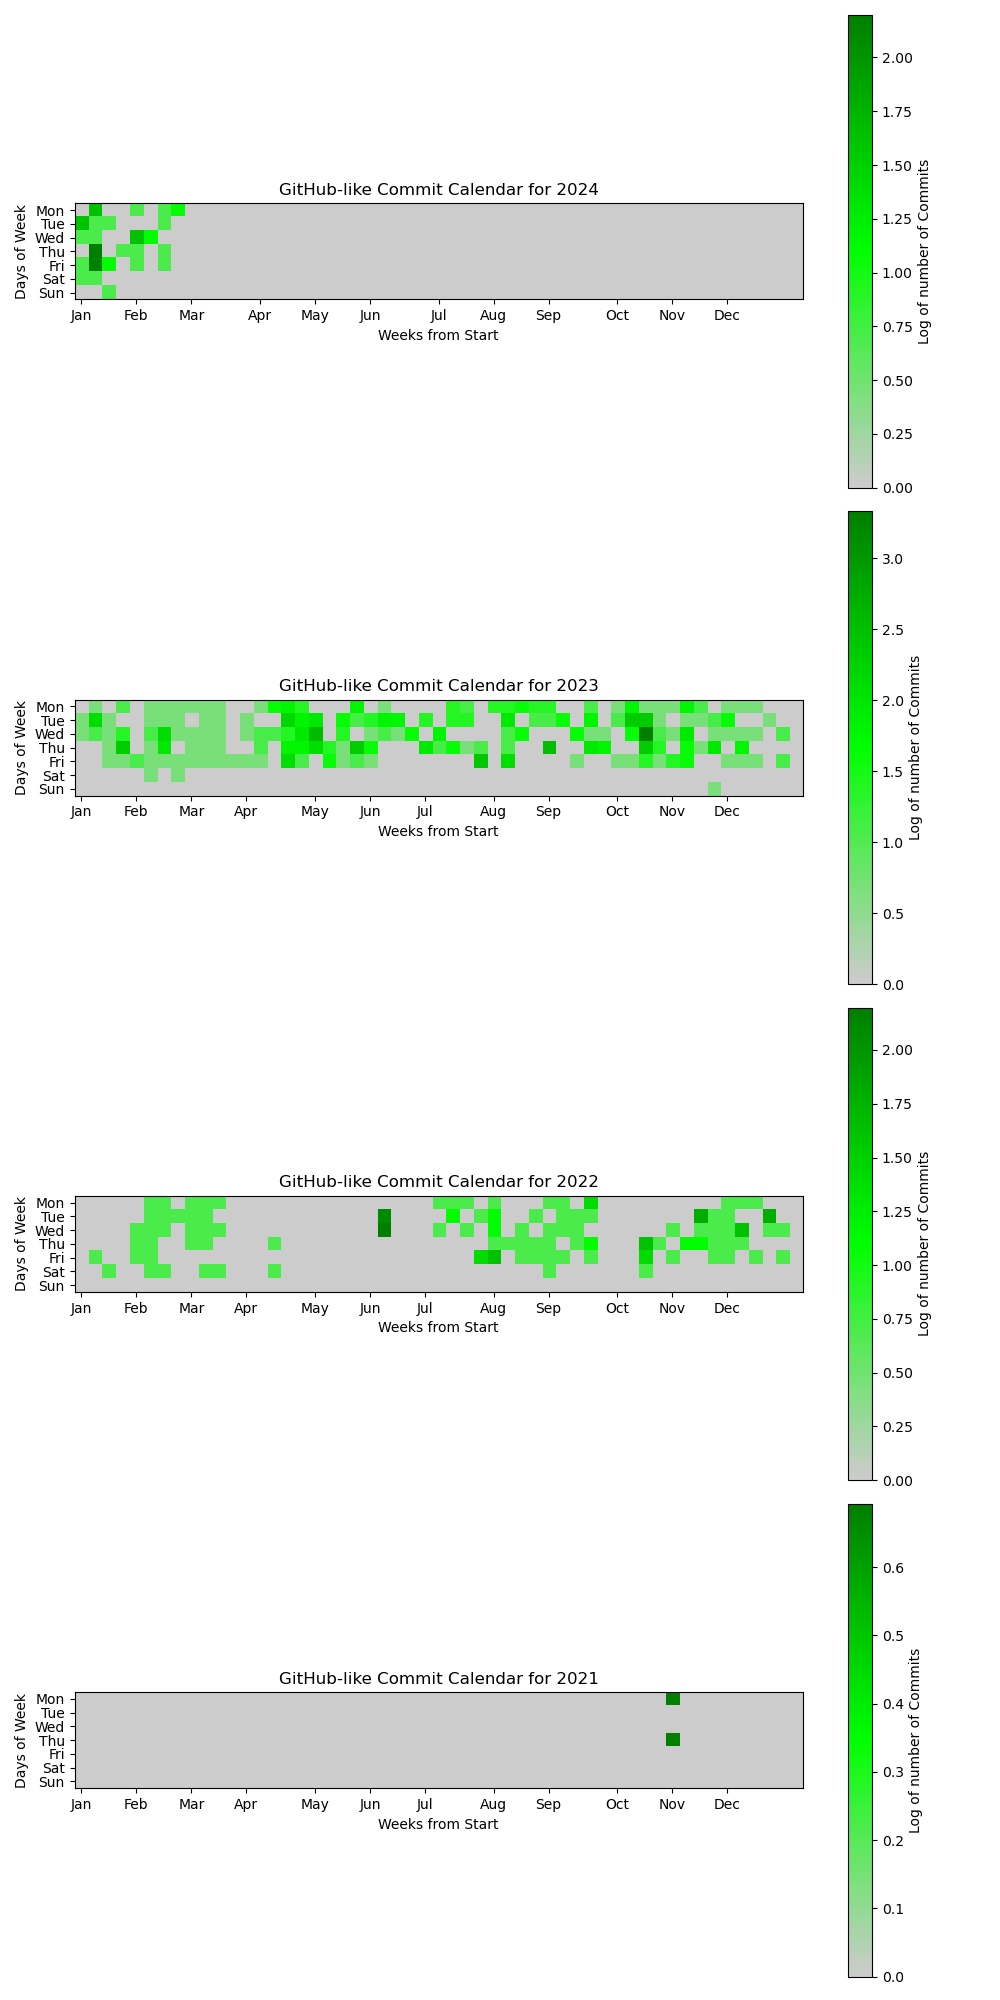 GitHub-like Commit Calendar for 2024
Days of Week
Mon
Tue
Wed
Thu
Fri
Sat
Sun
Jan Feb Mar Apr May Jun Jul Aug Sep Oct Nov Dec
Weeks from Start
2.00
1.75
1.50
1.25
1.00
0.75
0.50
0.25
0.00
Log of number of Commits
GitHub-like Commit Calendar for 2023
Days of Week
Mon
Tue
Wed
Thu
Fri
Sat
Sun
Jan Feb Mar Apr May Jun Jul Aug Sep Oct Nov Dec
Weeks from Start
3.0
2.5
2.0
1.5
1.0
0.5
0.0
Log of number of Commits
GitHub-like Commit Calendar for 2022
Days of Week
Mon
Tue
Wed
Thu
Fri
Sat
Sun
Jan Feb Mar Apr May Jun Jul Aug Sep Oct Nov Dec
Weeks from Start
2.00
1.75
1.50
1.25
1.00
0.75
0.50
0.25
0.00
Log of number of Commits
GitHub-like Commit Calendar for 2021
Days of Week
Mon
Tue
Wed
Thu
Fri
Sat
Sun
Jan Feb Mar Apr May Jun Jul Aug Sep Oct Nov Dec
Weeks from Start
0.6
0.5
0.4
0.3
0.2
0.1
0.0
Log of number of Commits